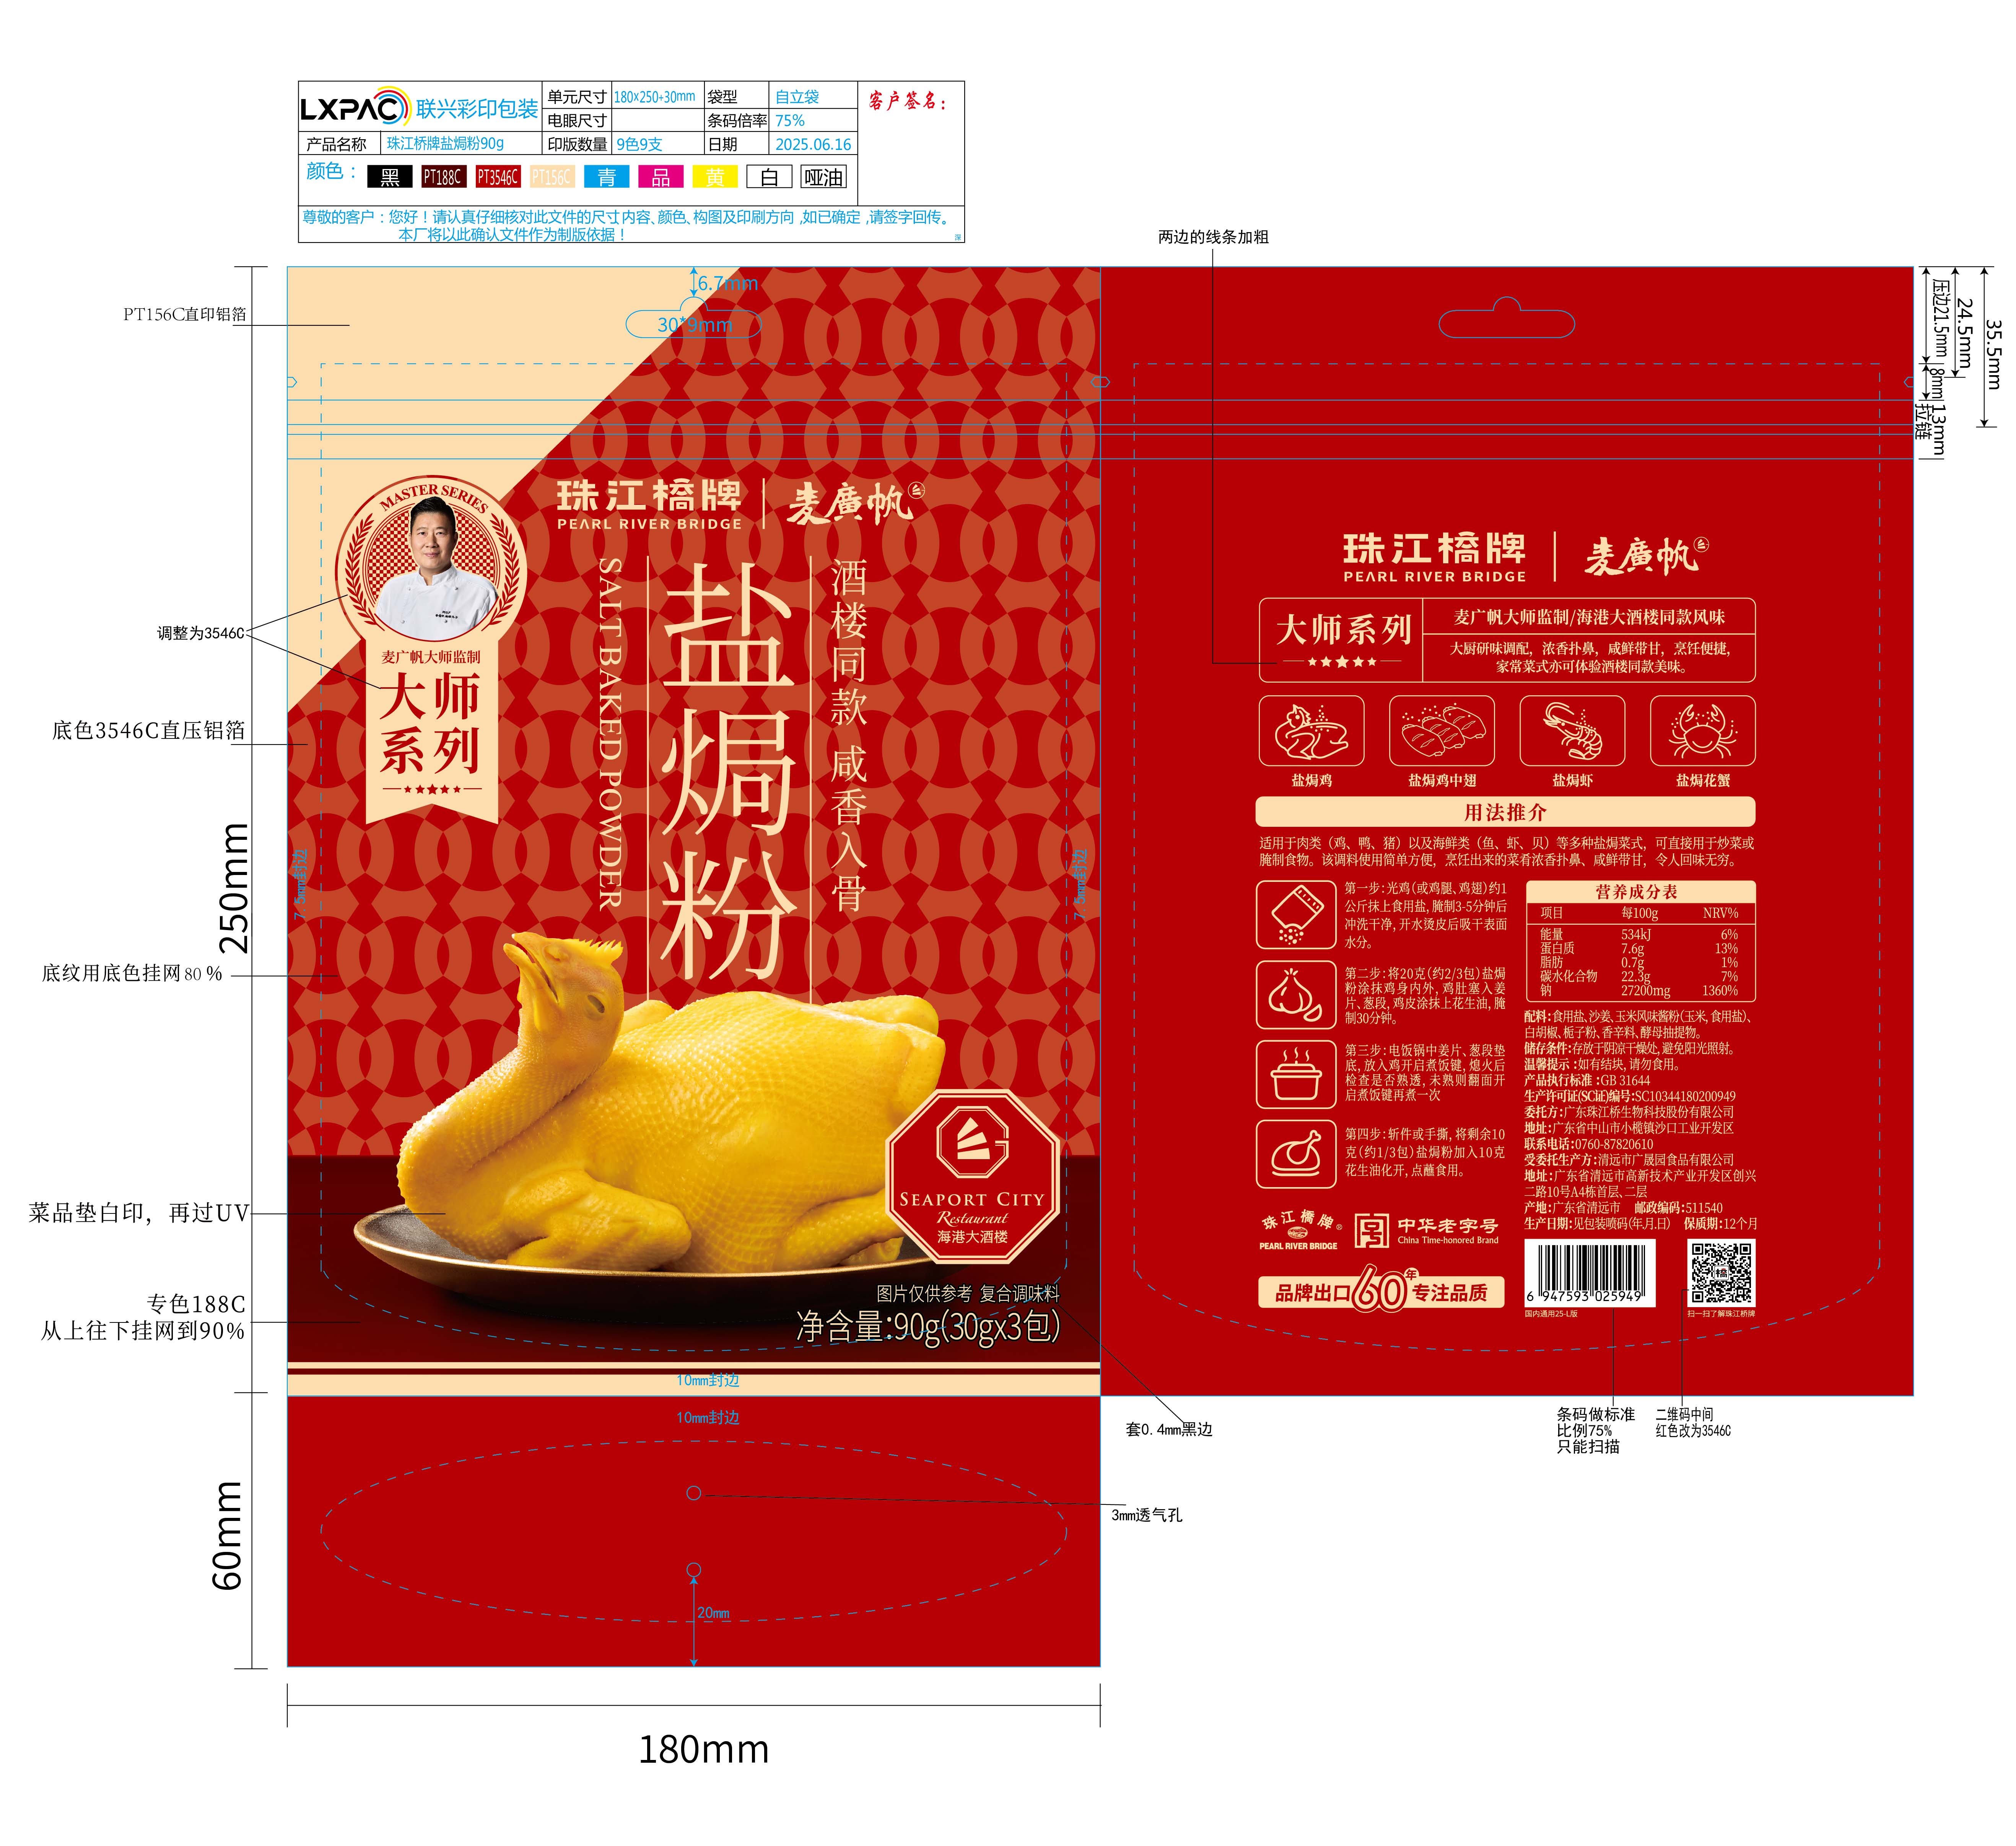 LXPAC 联兴彩印包装
单元尺寸 180×250+30mm 袋型 自立袋
电眼尺寸 条码倍率 75%
产品名称 珠江桥牌盐焗粉90g 印版数量 9色9支 日期 2025.06.16
客户签名：
颜色： 黑 PT188C PT3546C PT156C 青 品 黄 白 哑油
尊敬的客户：您好！请认真仔细核对此文件的尺寸内容、颜色、构图及印刷方向，如已确定，请签字回传。
本厂将以此确认文件作为制版依据！
两边的线条加粗
PT156C直印铝箔
调整为3546C
底色3546C直压铝箔
250mm
底纹用底色挂网80%
菜品垫白印，再过UV
专色188C
从上往下挂网到90%
60mm
180mm
6.7mm
30*9mm
压边21.5mm
24.5mm
35.5mm
8mm
13mm
拉链
MASTER SERIES
麦广帆大师监制
大师
系列
珠江橋牌
PEARL RIVER BRIDGE
麦廣帆
SALT BAKED POWDER
盐焗粉
酒楼同款 咸香入骨
7.5mm封边
7.5mm封边
SEAPORT CITY
Restaurant
海港大酒楼
图片仅供参考 复合调味料
净含量:90g(30gx3包)
10mm封边
10mm封边
20mm
套0.4mm黑边
3mm透气孔
珠江橋牌
PEARL RIVER BRIDGE
麦廣帆
大师系列
麦广帆大师监制/海港大酒楼同款风味
大厨研味调配，浓香扑鼻，咸鲜带甘，烹饪便捷，
家常菜式亦可体验酒楼同款美味。
盐焗鸡 盐焗鸡中翅 盐焗虾 盐焗花蟹
用法推介
适用于肉类（鸡、鸭、猪）以及海鲜类（鱼、虾、贝）等多种盐焗菜式，可直接用于炒菜或
腌制食物。该调料使用简单方便，烹饪出来的菜肴浓香扑鼻、咸鲜带甘，令人回味无穷。
第一步：光鸡（或鸡腿、鸡翅）约1
公斤抹上食用盐，腌制3-5分钟后
冲洗干净，开水烫皮后吸干表面
水分。
第二步：将20克（约2/3包）盐焗
粉涂抹鸡身内外，鸡肚塞入姜
片、葱段，鸡皮涂抹上花生油，腌
制30分钟。
第三步：电饭锅中姜片、葱段垫
底，放入鸡开启煮饭键，熄火后
检查是否熟透，未熟则翻面开
启煮饭键再煮一次
第四步：斩件或手撕，将剩余10
克（约1/3包）盐焗粉加入10克
花生油化开，点蘸食用。
营养成分表
项目 每100g NRV%
能量 534kJ 6%
蛋白质 7.6g 13%
脂肪 0.7g 1%
碳水化合物 22.3g 7%
钠 27200mg 1360%
配料：食用盐、沙姜、玉米风味酱粉（玉米，食用盐）、
白胡椒、栀子粉、香辛料、酵母抽提物。
储存条件：存放于阴凉干燥处，避免阳光照射。
温馨提示：如有结块，请勿食用。
产品执行标准：GB 31644
生产许可证(SC证)编号：SC10344180200949
委托方：广东珠江桥生物科技股份有限公司
地址：广东省中山市小榄镇沙口工业开发区
联系电话：0760-87820610
受委托生产方：清远市广晟园食品有限公司
地址：广东省清远市高新技术产业开发区创兴
二路10号A4栋首层、二层
产地：广东省清远市 邮政编码：511540
生产日期：见包装喷码(年.月.日) 保质期：12个月
珠江橋牌®
PEARL RIVER BRIDGE
中华老字号
China Time-honored Brand
品牌出口60年专注品质
6 947593 025949
国内通用25-L版
扫一扫了解珠江桥牌
条码做标准
比例75%
只能扫描
二维码中间
红色改为3546C